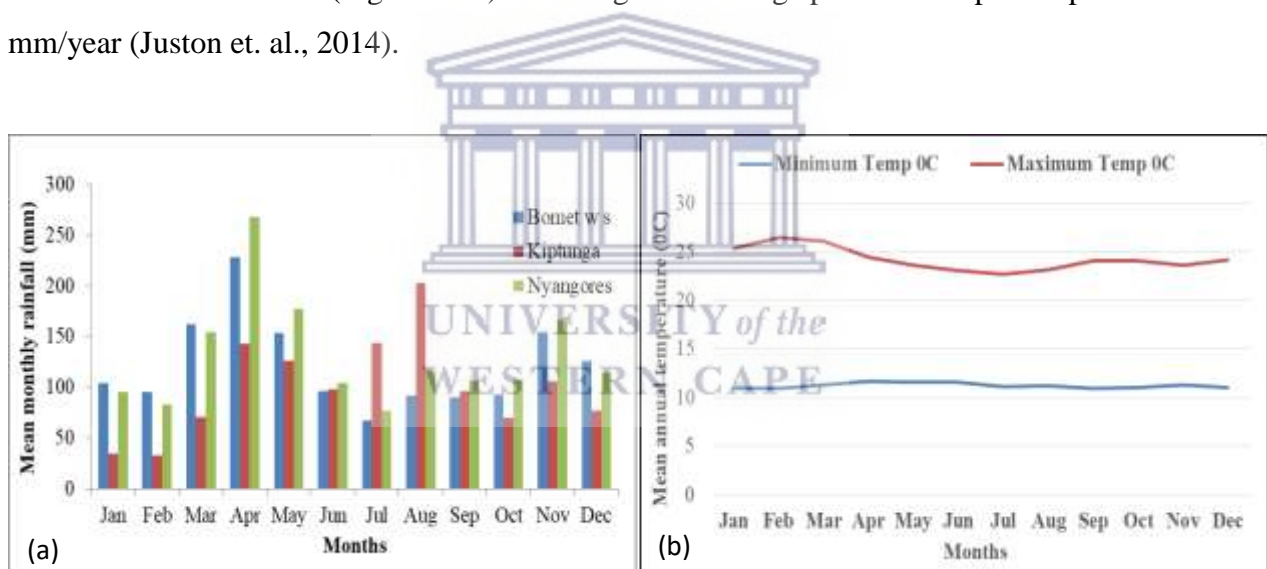 mm/year (Juston et. al., 2014).
300
250
200
150
100
50
0
Mean monthly rainfall (mm)
Bomet w s
Kiptunga
Nyangores
Jan Feb Mar Apr May Jun Jul Aug Sep Oct Nov Dec
Months
(a)
Minimum Temp 0C Maximum Temp 0C
30
25
20
15
10
5
0
Mean annual temperature (0C)
Jan Feb Mar Apr May Jun Jul Aug Sep Oct Nov Dec
Months
(b)
UNIVERSITY of the
WESTERN CAPE